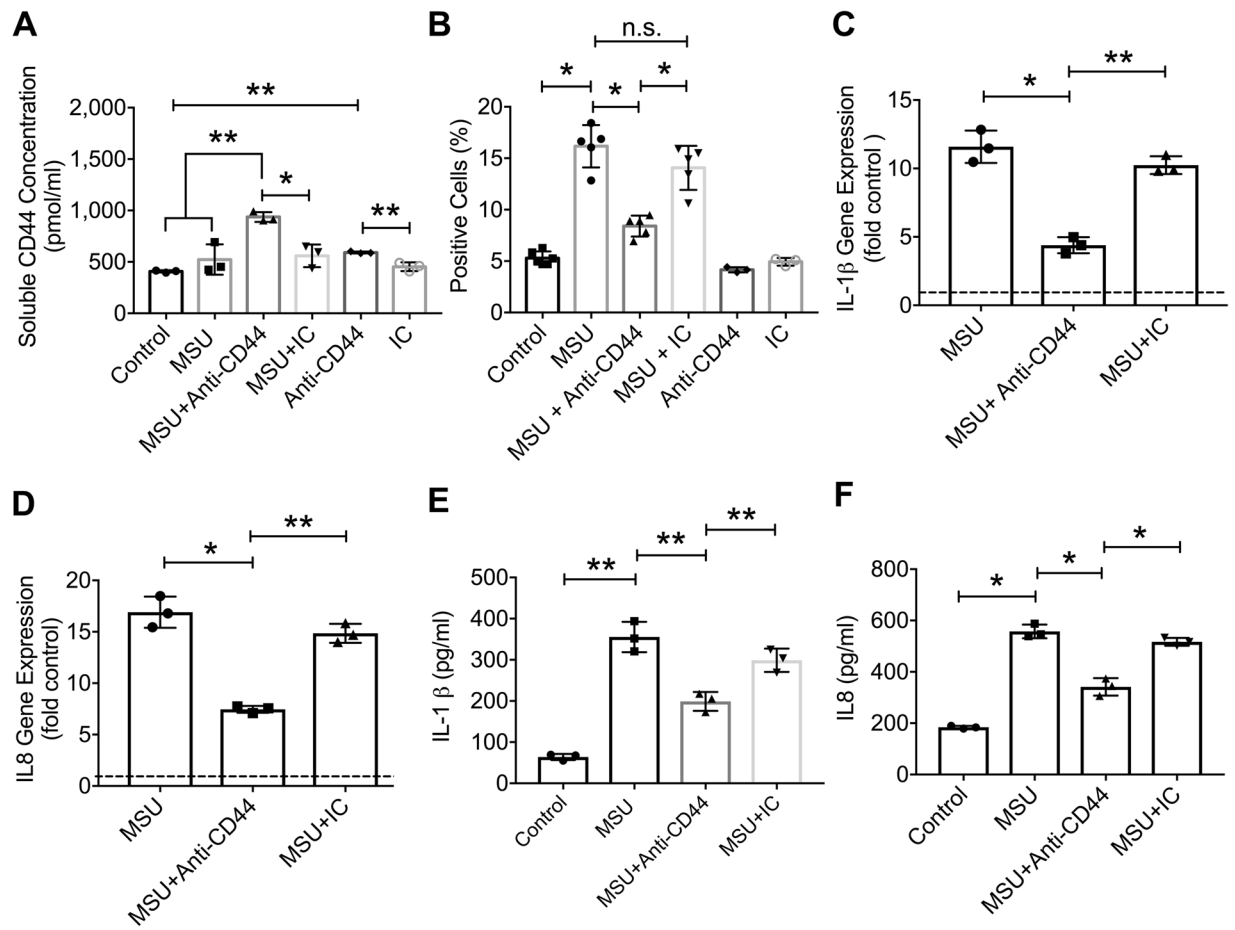 A
Soluble CD44 Concentration
(pmol/ml)
2,000
1,500
1,000
500
0
**
**
*
**
Control
MSU
MSU+Anti-CD44
MSU+IC
Anti-CD44
IC
B
Positive Cells (%)
20
15
10
5
0
n.s.
*
*
*
Control
MSU
MSU + Anti-CD44
MSU + IC
Anti-CD44
IC
C
IL-1β Gene Expression
(fold control)
15
10
5
0
*
**
MSU
MSU+ Anti-CD44
MSU+IC
D
IL8 Gene Expression
(fold control)
20
15
10
5
0
*
**
MSU
MSU+Anti-CD44
MSU+IC
E
IL-1 β (pg/ml)
500
400
300
200
100
0
**
**
**
Control
MSU
MSU+Anti-CD44
MSU+IC
F
IL8 (pg/ml)
800
600
400
200
0
*
*
*
Control
MSU
MSU+Anti-CD44
MSU+IC